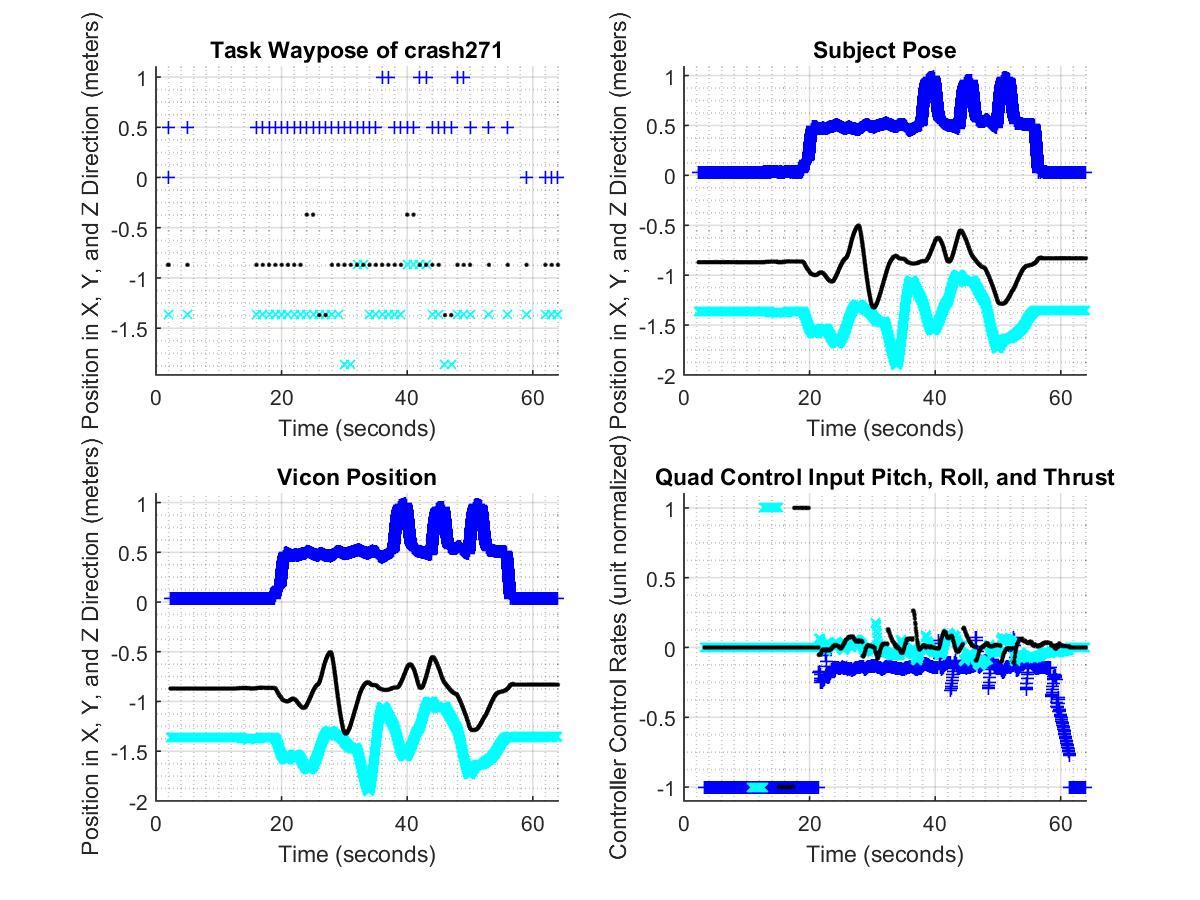 Task Waypose of crash271
Position in X, Y, and Z Direction (meters)
1
0.5
0
-0.5
-1
-1.5
0 20 40 60
Time (seconds)
Subject Pose
Position in X, Y, and Z Direction (meters)
1
0.5
0
-0.5
-1
-1.5
-2
0 20 40 60
Time (seconds)
Vicon Position
Position in X, Y, and Z Direction (meters)
1
0.5
0
-0.5
-1
-1.5
-2
0 20 40 60
Time (seconds)
Quad Control Input Pitch, Roll, and Thrust
Controller Control Rates (unit normalized)
1
0.5
0
-0.5
-1
0 20 40 60
Time (seconds)